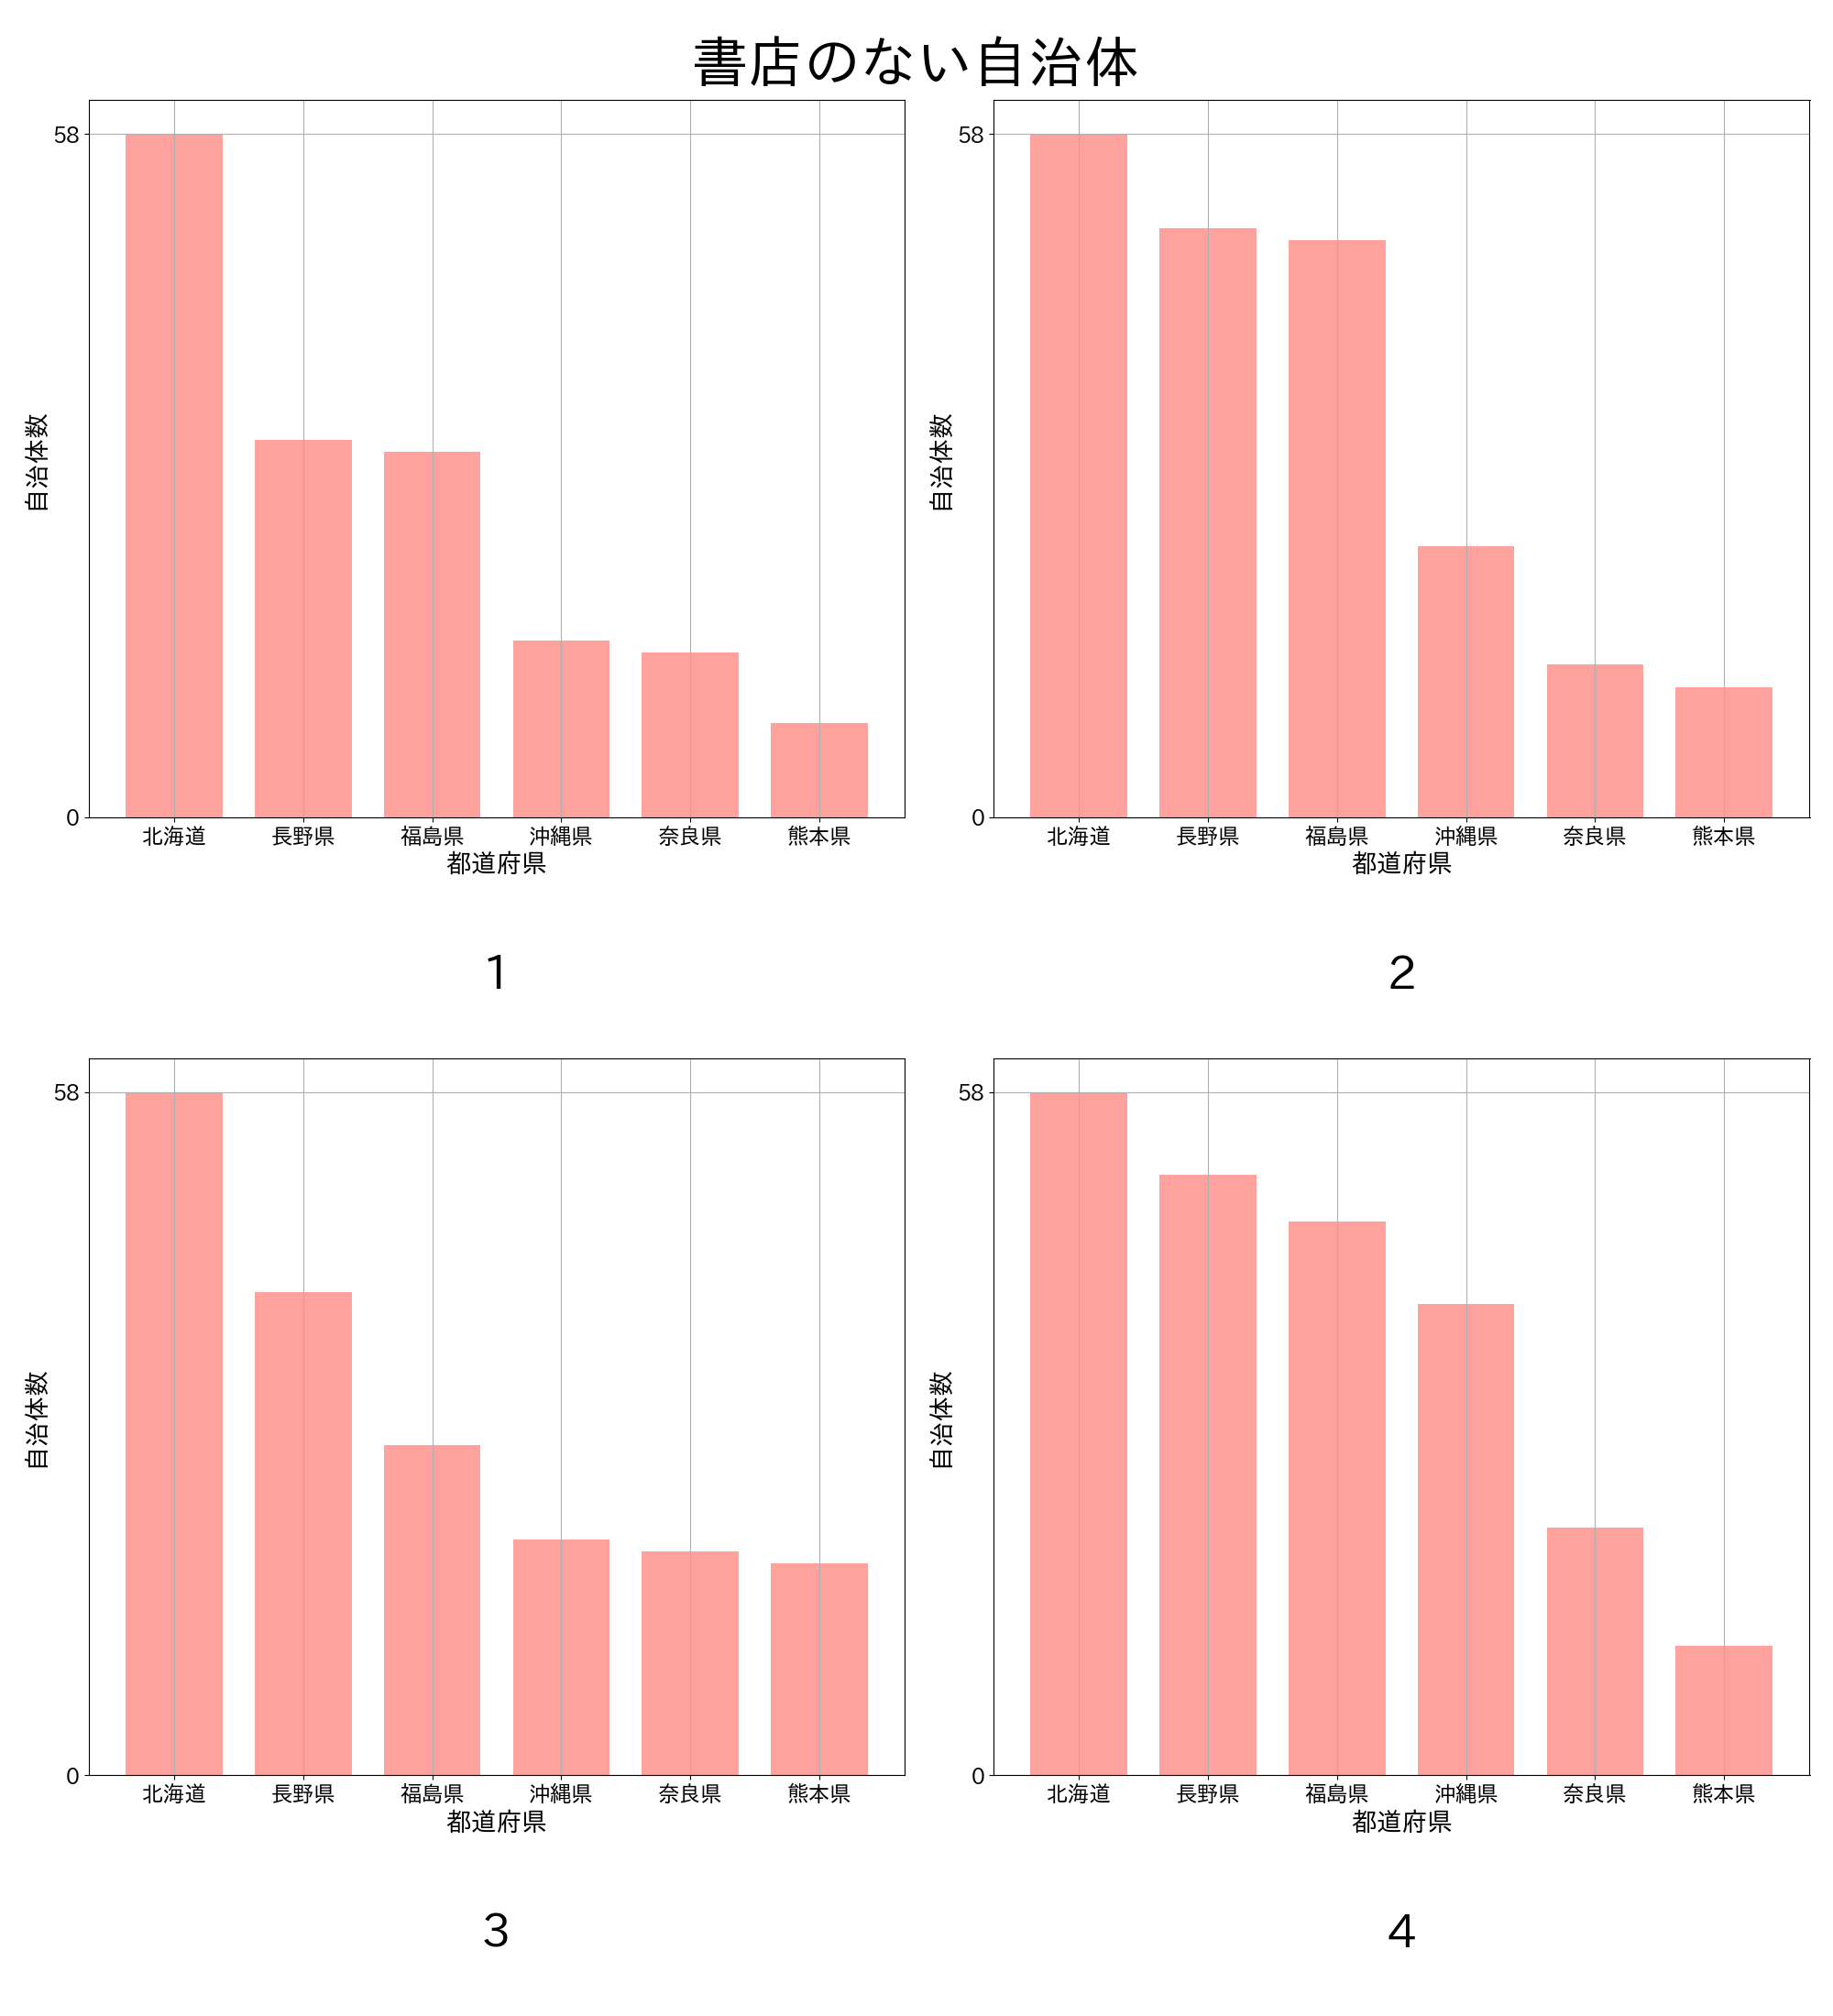 書店のない自治体
58
0
自治体数
北海道 長野県 福島県 沖縄県 奈良県 熊本県
都道府県
1
58
0
自治体数
北海道 長野県 福島県 沖縄県 奈良県 熊本県
都道府県
2
58
0
自治体数
北海道 長野県 福島県 沖縄県 奈良県 熊本県
都道府県
3
58
0
自治体数
北海道 長野県 福島県 沖縄県 奈良県 熊本県
都道府県
4